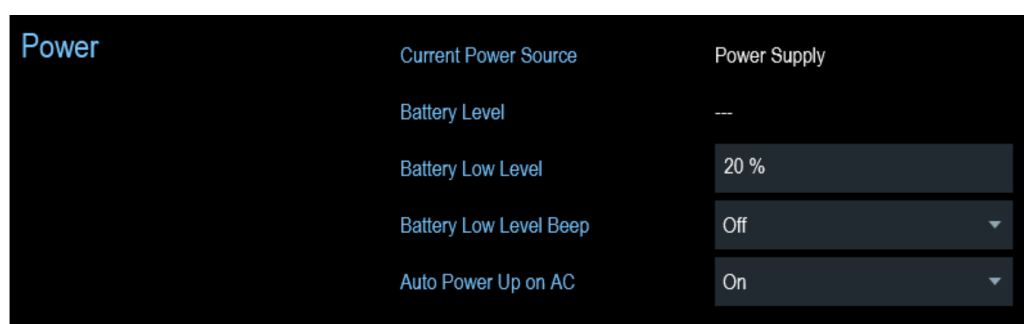 Power
Current Power Source Power Supply
Battery Level ---
Battery Low Level 20 %
Battery Low Level Beep Off
Auto Power Up on AC On